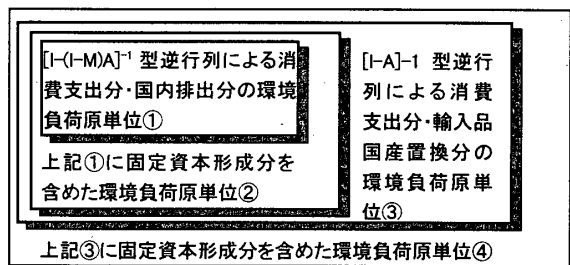 [I-(I-M)A]⁻¹ 型逆行列による消
費支出分・国内排出分の環境
負荷原単位①
上記①に固定資本形成分を
含めた環境負荷原単位②
[I-A]-1 型逆行
列による消費
支出分・輸入品
国産置換分の
環境負荷原単
位③
上記③に固定資本形成分を含めた環境負荷原単位④